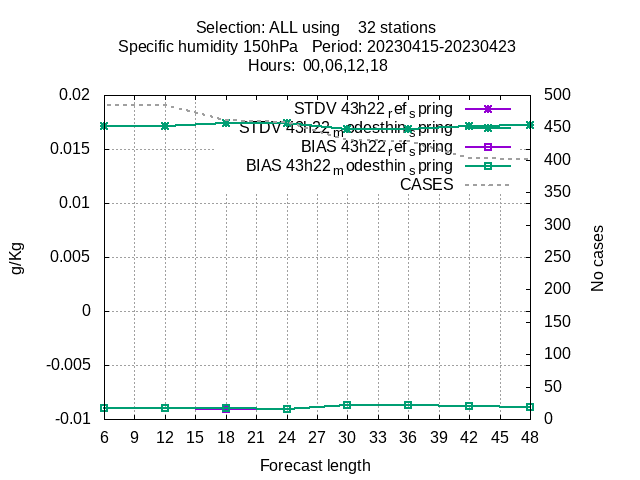 Selection: ALL using 32 stations
Specific humidity 150hPa Period: 20230415-20230423
Hours: 00,06,12,18
0.02
0.015
0.01
0.005
0
-0.005
-0.01
g/Kg
STDV 43h22_ref_spring
STDV 43h22_modesthin_spring
BIAS 43h22_ref_spring
BIAS 43h22_modesthin_spring
CASES
500
450
400
350
300
250
200
150
100
50
0
No cases
6 9 12 15 18 21 24 27 30 33 36 39 42 45 48
Forecast length